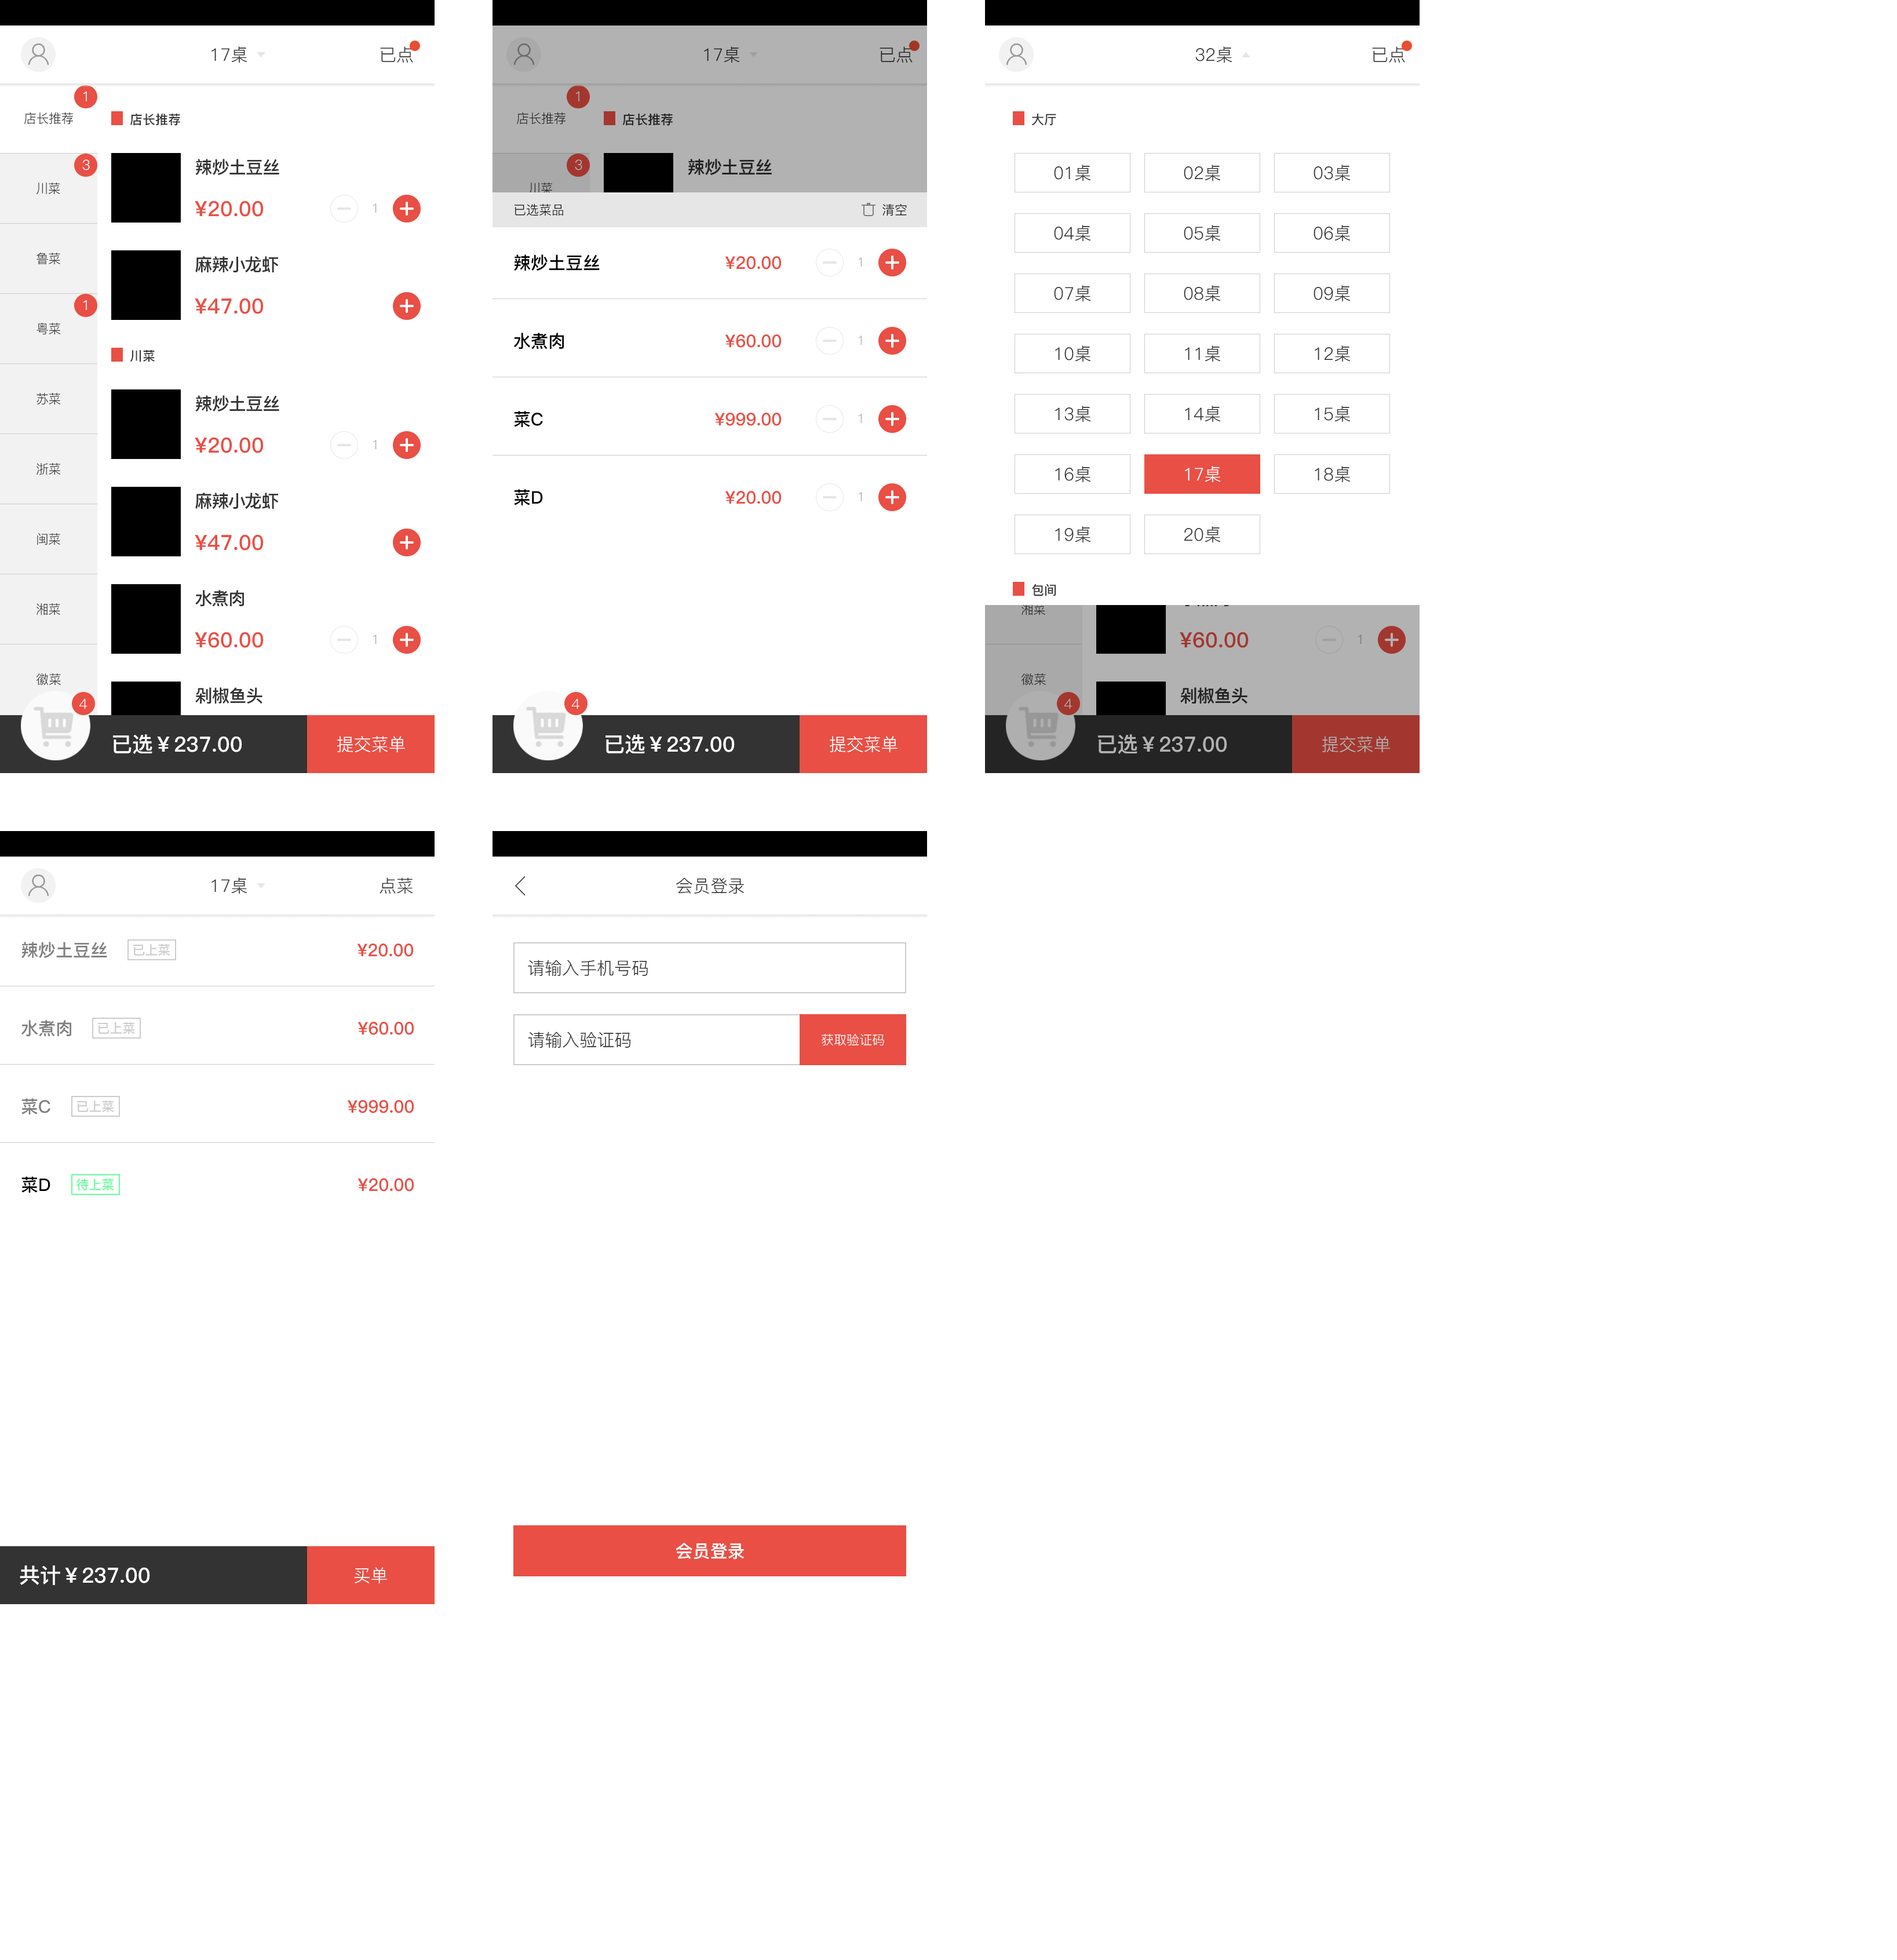 17桌
已点
店长推荐
1
川菜
3
鲁菜
粤菜
1
苏菜
浙菜
闽菜
湘菜
徽菜
店长推荐
辣炒土豆丝
¥20.00
1
麻辣小龙虾
¥47.00
川菜
辣炒土豆丝
¥20.00
1
麻辣小龙虾
¥47.00
水煮肉
¥60.00
1
剁椒鱼头
4
已选 ¥ 237.00
提交菜单
17桌
已点
店长推荐
1
川菜
3
店长推荐
辣炒土豆丝
已选菜品
清空
辣炒土豆丝 ¥20.00 1
水煮肉 ¥60.00 1
菜C ¥999.00 1
菜D ¥20.00 1
4
已选 ¥ 237.00
提交菜单
32桌
已点
大厅
01桌 02桌 03桌
04桌 05桌 06桌
07桌 08桌 09桌
10桌 11桌 12桌
13桌 14桌 15桌
16桌 17桌 18桌
19桌 20桌
包间
湘菜
徽菜
¥60.00
1
剁椒鱼头
4
已选 ¥ 237.00
提交菜单
17桌
点菜
辣炒土豆丝 已上菜 ¥20.00
水煮肉 已上菜 ¥60.00
菜C 已上菜 ¥999.00
菜D 待上菜 ¥20.00
共计 ¥ 237.00
买单
会员登录
请输入手机号码
请输入验证码
获取验证码
会员登录